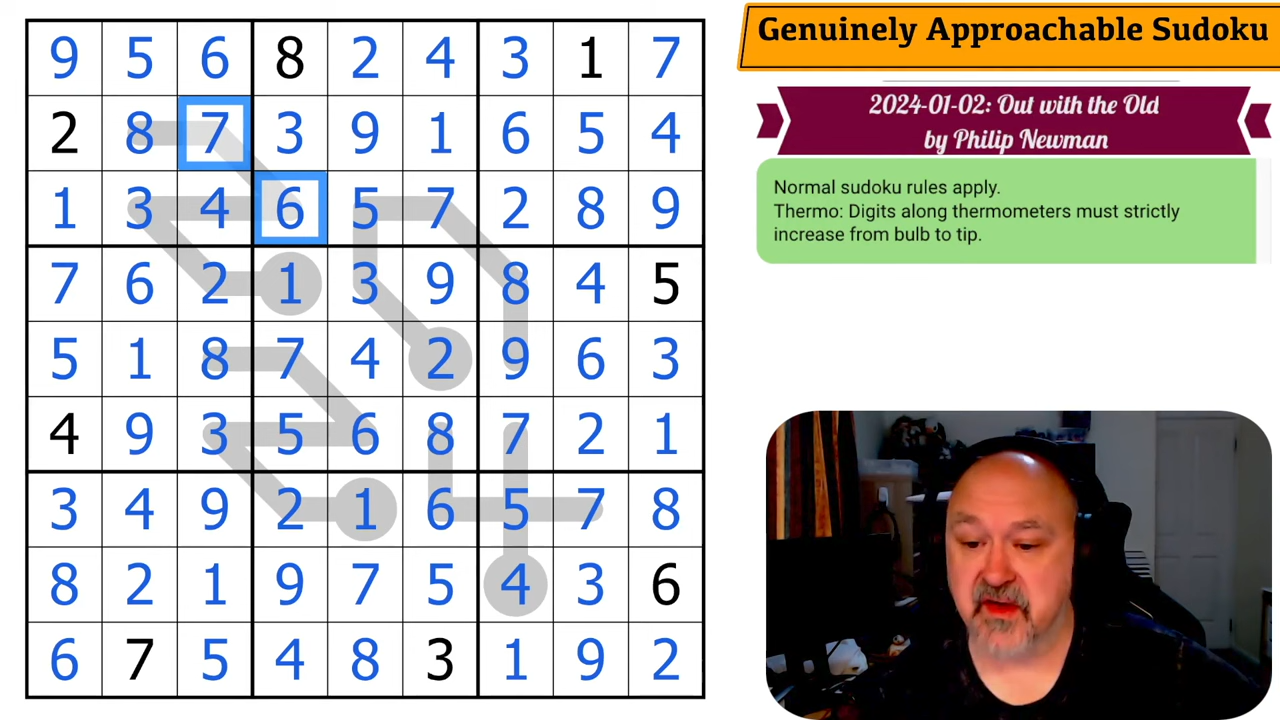 Genuinely Approachable Sudoku
2024-01-02: Out with the Old
by Philip Newman
Normal sudoku rules apply.
Thermo: Digits along thermometers must strictly
increase from bulb to tip.
9 5 6 8 2 4 3 1 7
2 8 7 3 9 1 6 5 4
1 3 4 6 5 7 2 8 9
7 6 2 1 3 9 8 4 5
5 1 8 7 4 2 9 6 3
4 9 3 5 6 8 7 2 1
3 4 9 2 1 6 5 7 8
8 2 1 9 7 5 4 3 6
6 7 5 4 8 3 1 9 2